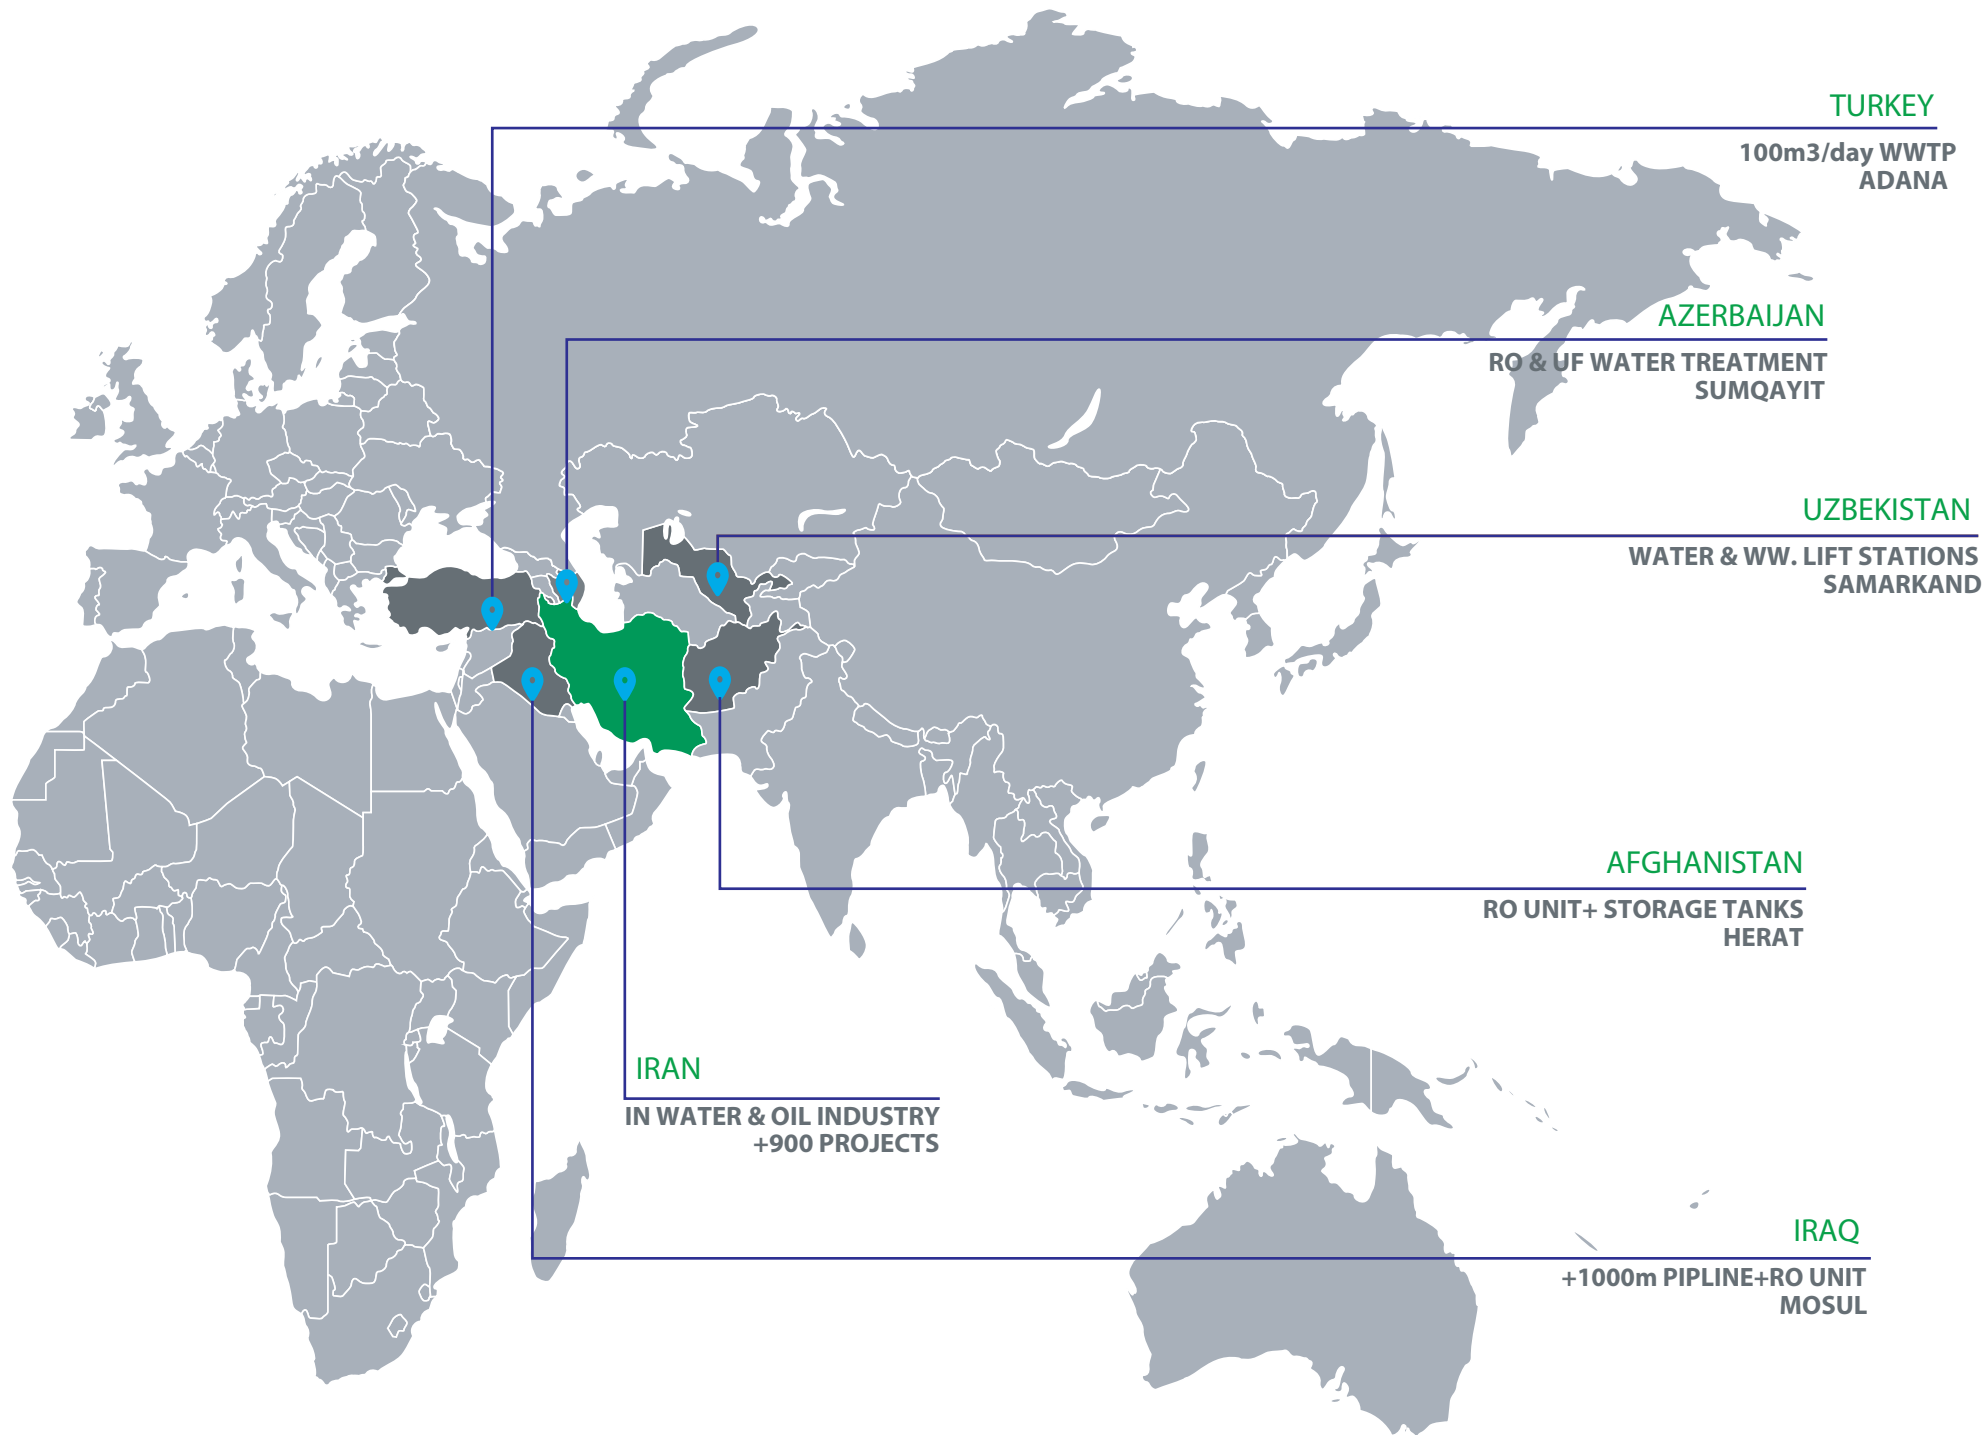 TURKEY
100m3/day WWTP
ADANA
AZERBAIJAN
RO & UF WATER TREATMENT
SUMQAYIT
UZBEKISTAN
WATER & WW. LIFT STATIONS
SAMARKAND
AFGHANISTAN
RO UNIT+ STORAGE TANKS
HERAT
IRAN
IN WATER & OIL INDUSTRY
+900 PROJECTS
IRAQ
+1000m PIPLINE+RO UNIT
MOSUL